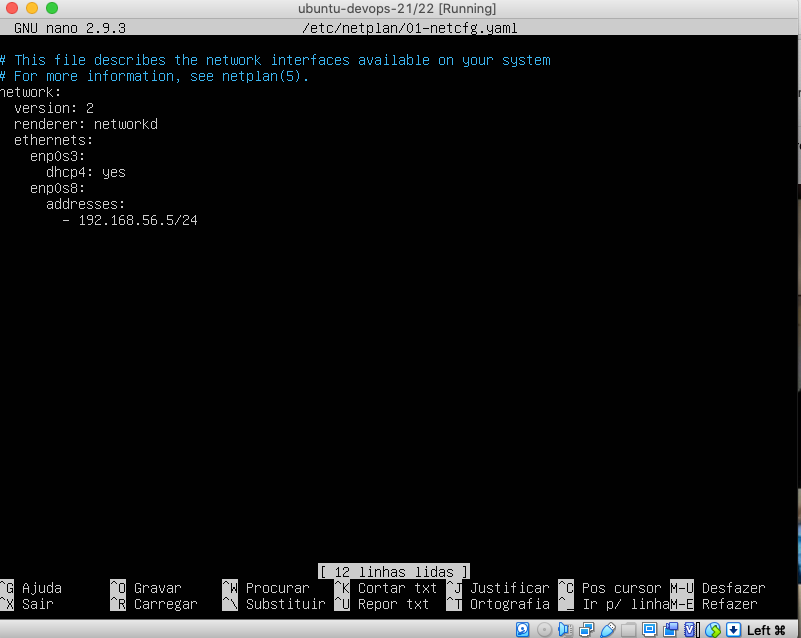 ubuntu-devops-21/22 [Running]
GNU nano 2.9.3 /etc/netplan/01-netcfg.yaml
# This file describes the network interfaces available on your system
# For more information, see netplan(5).
network:
  version: 2
  renderer: networkd
  ethernets:
    enp0s3:
      dhcp4: yes
    enp0s8:
      addresses:
        - 192.168.56.5/24
[ 12 linhas lidas ]
^G Ajuda ^O Gravar ^W Procurar ^K Cortar txt ^J Justificar ^C Pos cursor M-U Desfazer
^X Sair ^R Carregar ^\ Substituir ^U Repor txt ^T Ortografia ^_ Ir p/ linha M-E Refazer
Left ⌘